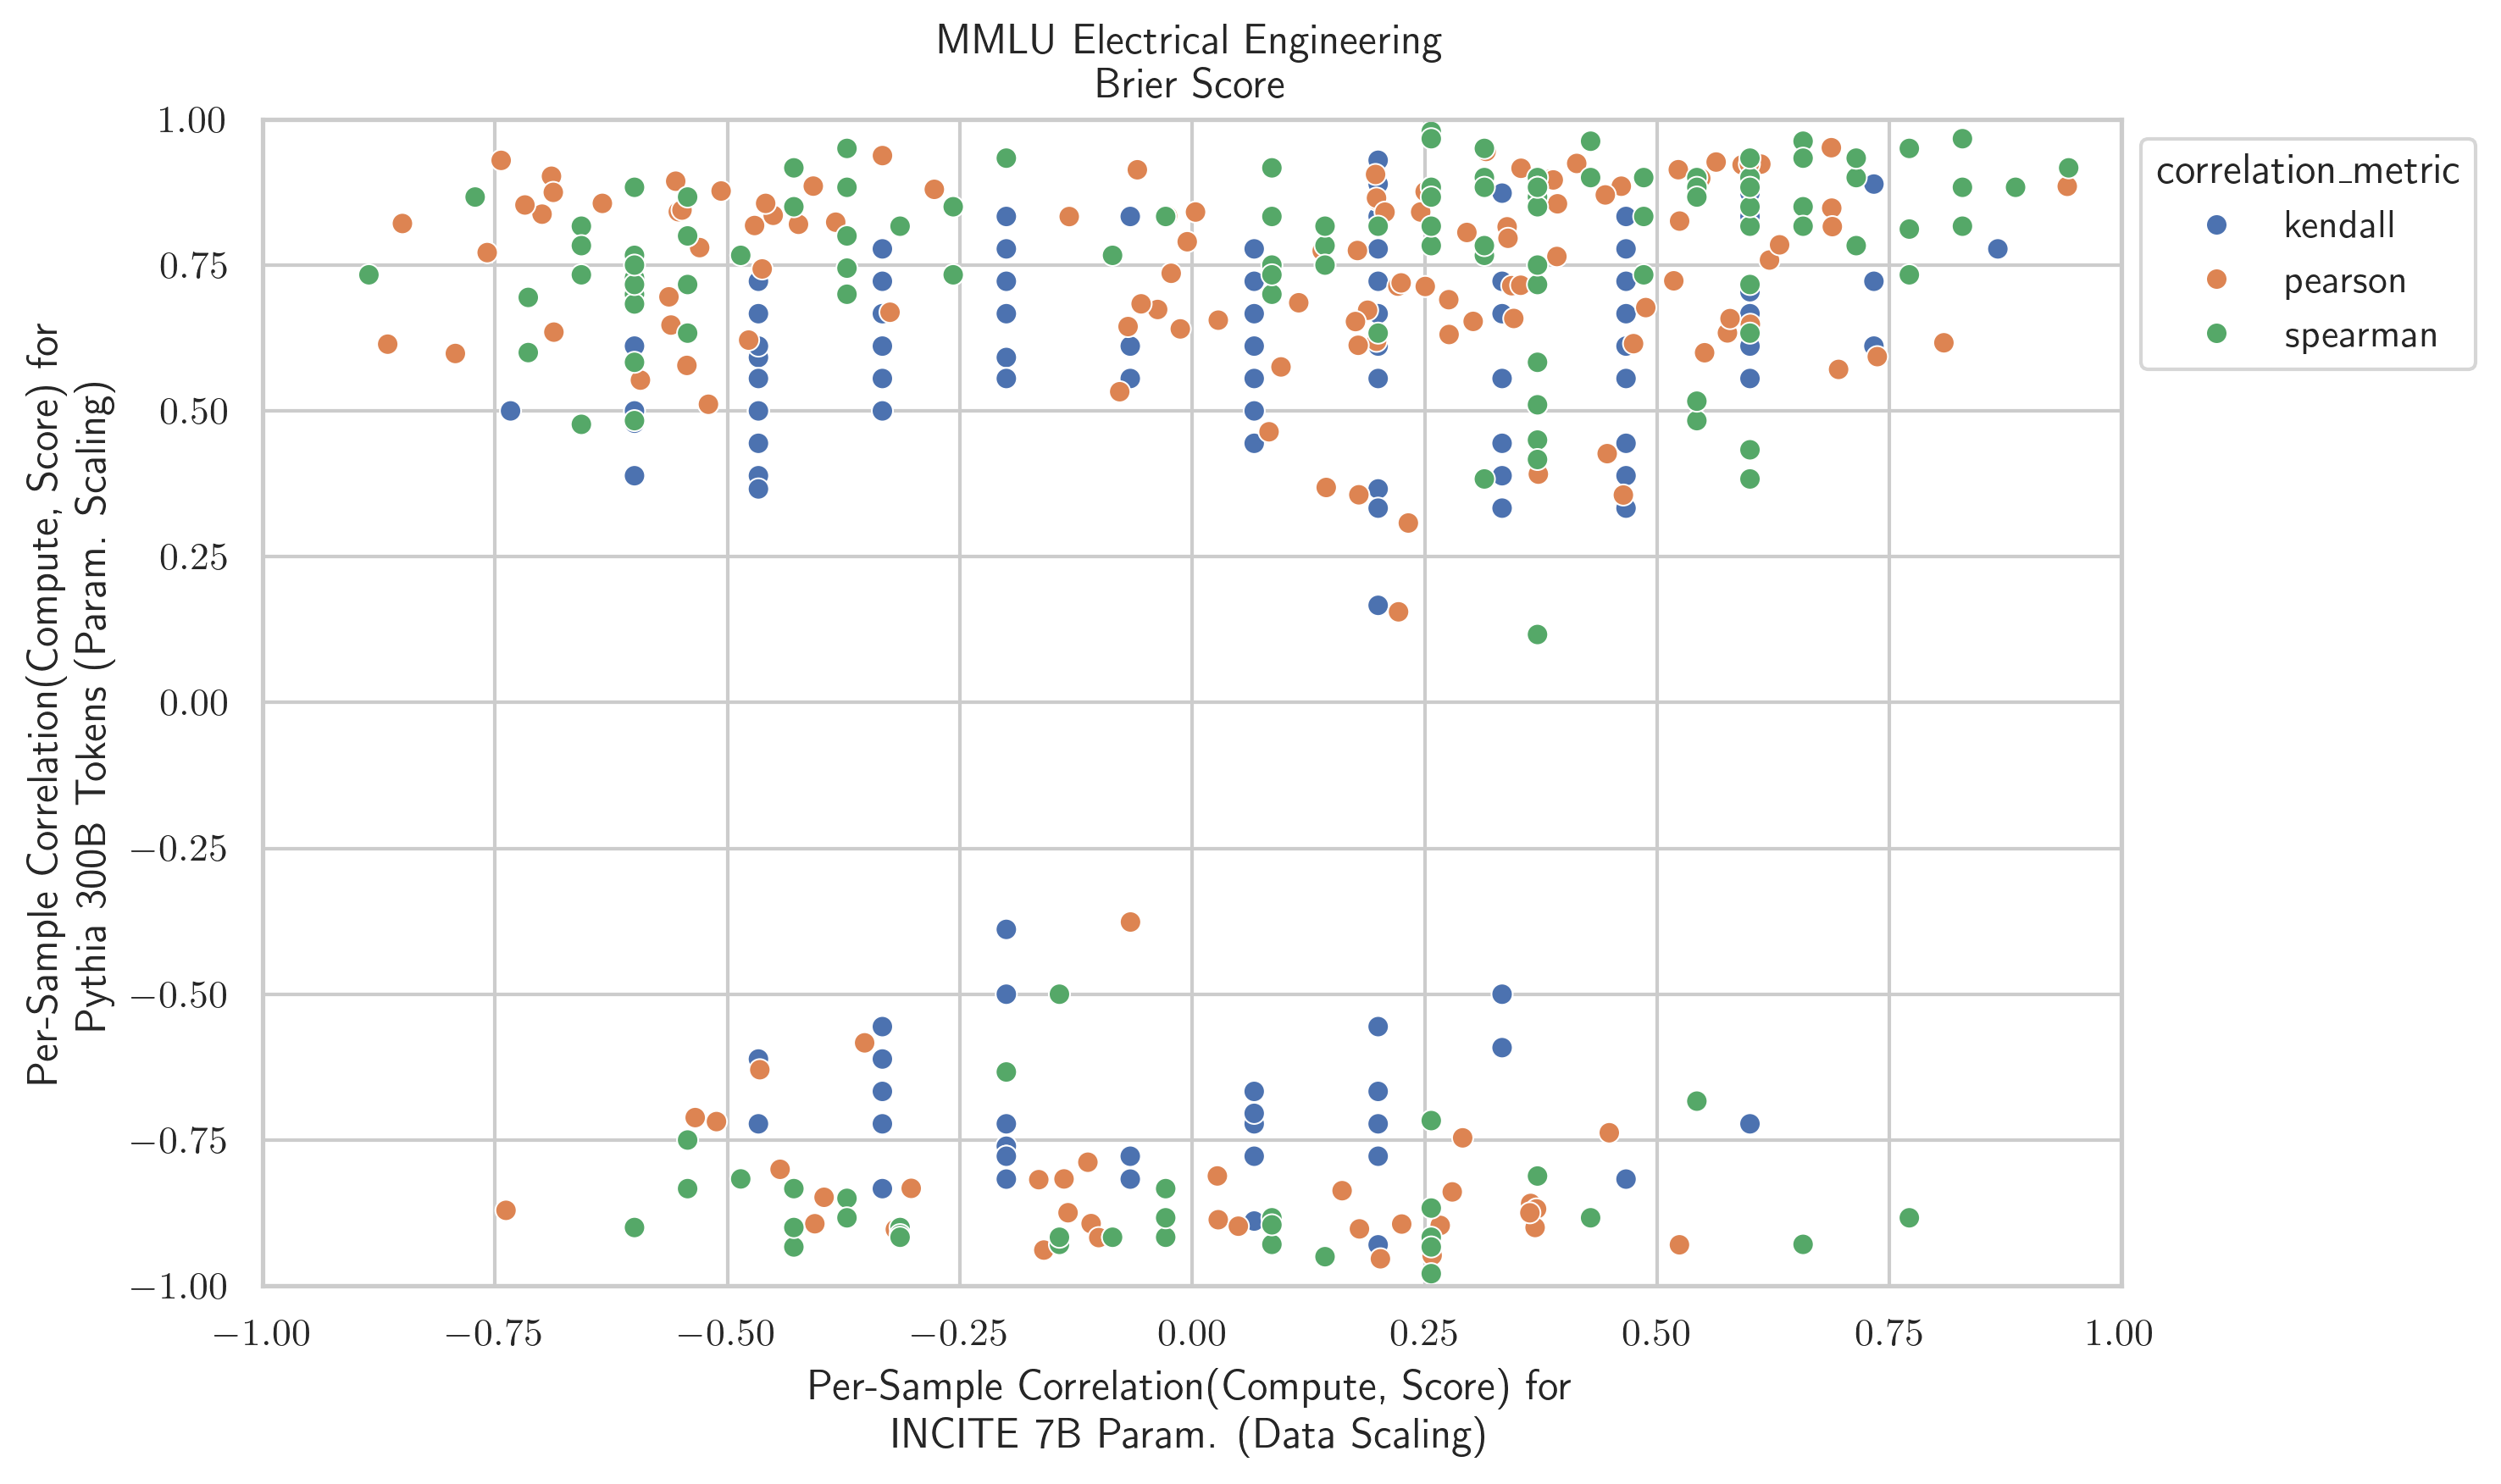 MMLU Electrical Engineering
Brier Score
Per-Sample Correlation(Compute, Score) for
Pythia 300B Tokens (Param. Scaling)
1.00
0.75
0.50
0.25
0.00
−0.25
−0.50
−0.75
−1.00
−1.00
−0.75
−0.50
−0.25
0.00
0.25
0.50
0.75
1.00
Per-Sample Correlation(Compute, Score) for
INCITE 7B Param. (Data Scaling)
correlation_metric
kendall
pearson
spearman